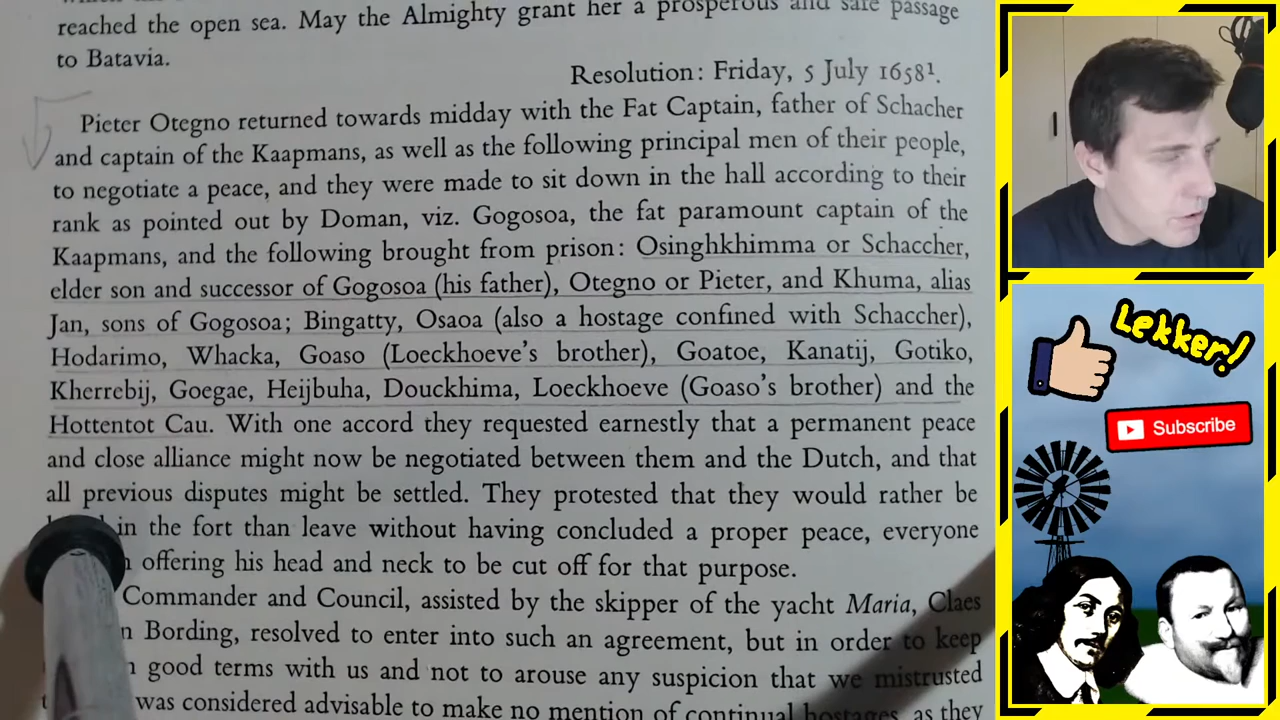 reached the open sea. May the Almighty grant her a prosperous and safe passage
to Batavia.
Resolution: Friday, 5 July 1658¹.
Pieter Otegno returned towards midday with the Fat Captain, father of Schacher
and captain of the Kaapmans, as well as the following principal men of their people,
to negotiate a peace, and they were made to sit down in the hall according to their
rank as pointed out by Doman, viz. Gogosoa, the fat paramount captain of the
Kaapmans, and the following brought from prison: Osinghkhimma or Schaccher,
elder son and successor of Gogosoa (his father), Otegno or Pieter, and Khuma, alias
Jan, sons of Gogosoa; Bingatty, Osaoa (also a hostage confined with Schaccher),
Hodarimo, Whacka, Goaso (Loeckhoeve's brother), Goatoe, Kanatij, Gotiko,
Kherrebij, Goegae, Heijbuha, Douckhima, Loeckhoeve (Goaso's brother) and the
Hottentot Cau. With one accord they requested earnestly that a permanent peace
and close alliance might now be negotiated between them and the Dutch, and that
all previous disputes might be settled. They protested that they would rather be
in the fort than leave without having concluded a proper peace, everyone
offering his head and neck to be cut off for that purpose.
Commander and Council, assisted by the skipper of the yacht Maria, Claes
Bording, resolved to enter into such an agreement, but in order to keep
good terms with us and not to arouse any suspicion that we mistrusted
was considered advisable to make no mention of continual hostages, as they
Lekker!
Subscribe